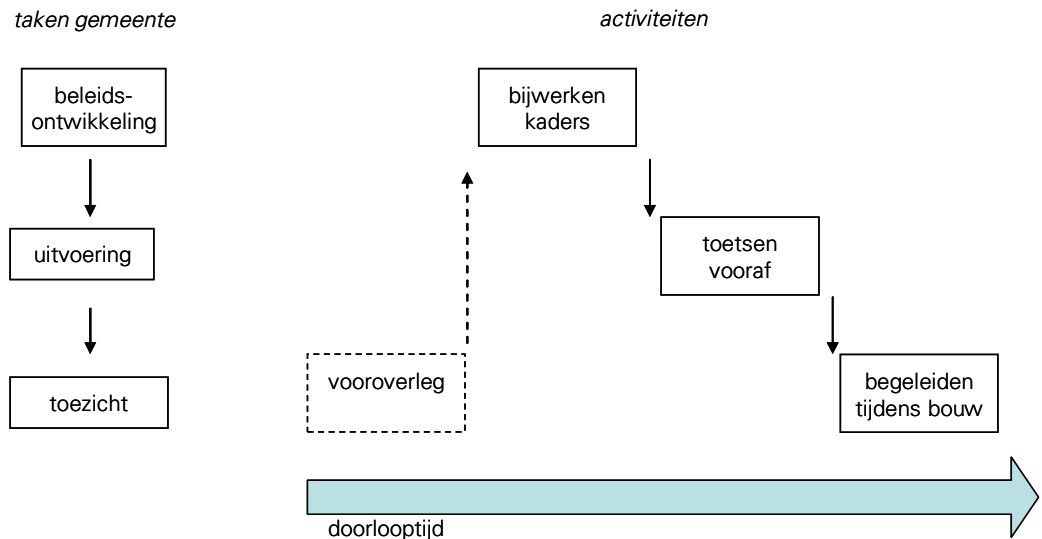 taken gemeente
activiteiten
beleids-
ontwikkeling
bijwerken
kaders
uitvoering
toetsen
vooraf
vooroverleg
toezicht
begeleiden
tijdens bouw
doorlooptijd